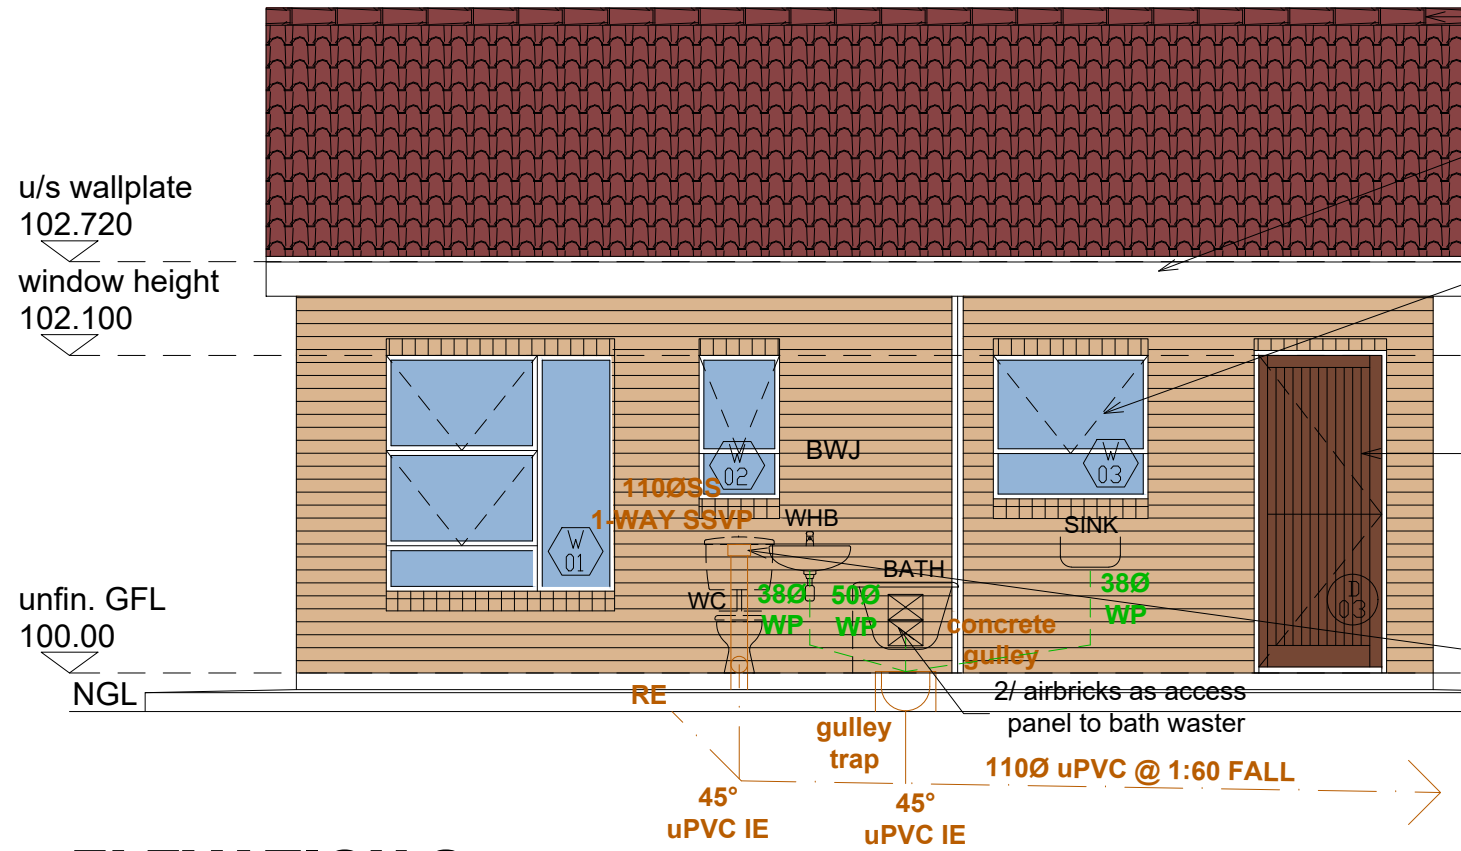 u/s wallplate
102.720
window height
102.100
BWJ
W
02
W
03
110ØSS
1-WAY SSVP
WHB
SINK
W
01
BATH
unfin. GFL
100.00
WC
38Ø
WP
50Ø
WP
38Ø
WP
D
03
concrete
gulley
NGL
RE
2/ airbricks as access
panel to bath waster
gulley
trap
110Ø uPVC @ 1:60 FALL
45°
uPVC IE
45°
uPVC IE